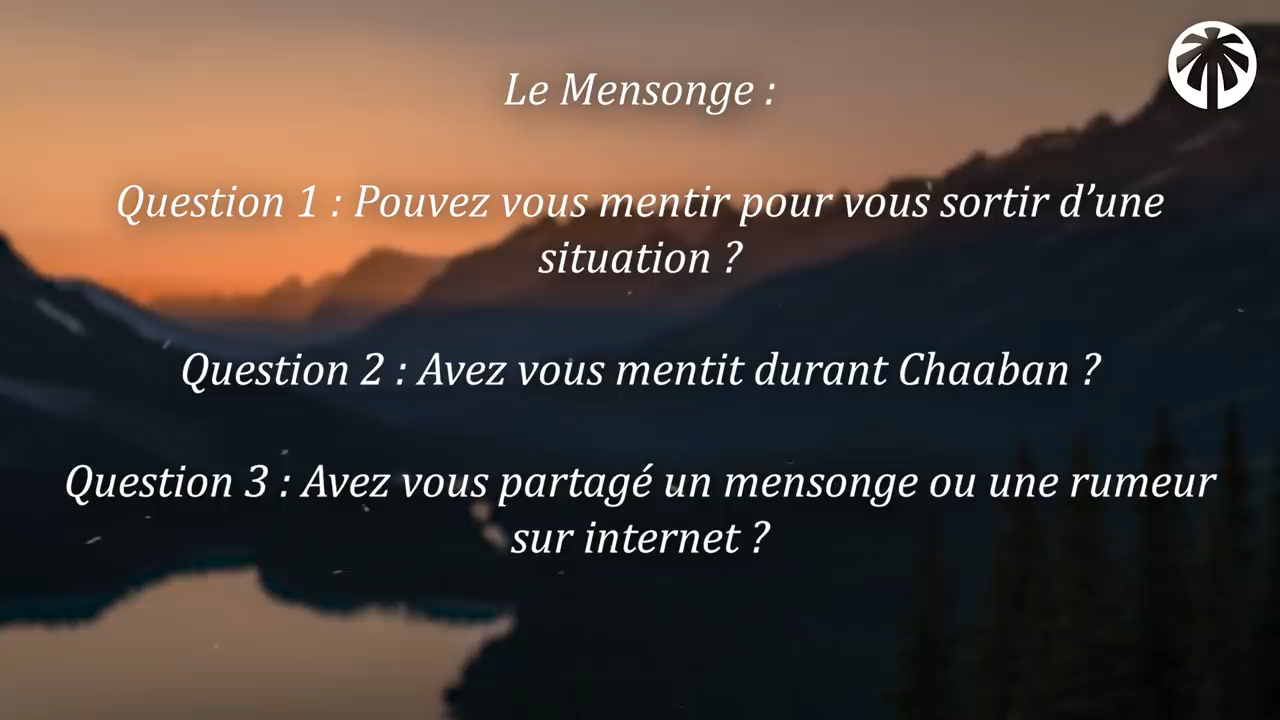 Le Mensonge :
Question 1 : Pouvez vous mentir pour vous sortir d’une
situation ?
Question 2 : Avez vous mentit durant Chaaban ?
Question 3 : Avez vous partagé un mensonge ou une rumeur
sur internet ?